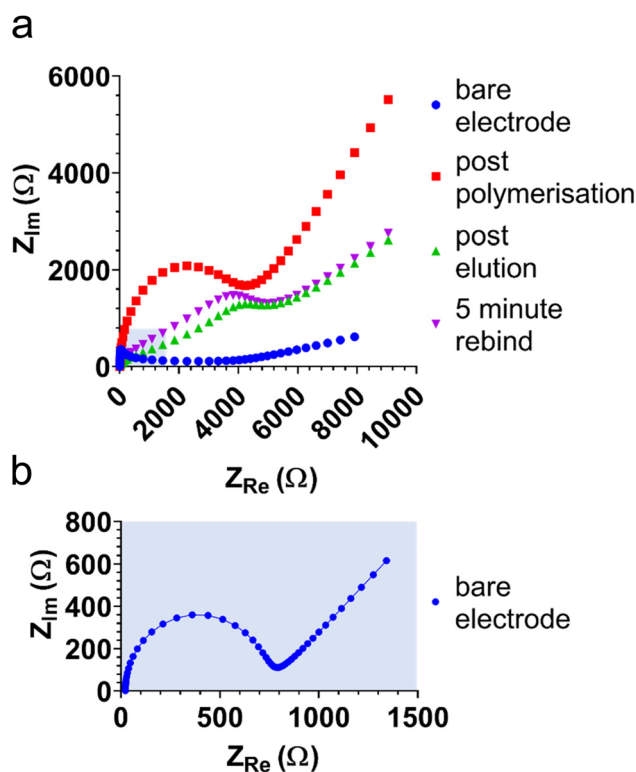 a
6000
4000
2000
0
Z_Im (Ω)
0
2000
4000
6000
8000
10000
Z_Re (Ω)
bare
electrode
post
polymerisation
post
elution
5 minute
rebind
b
800
600
400
200
0
Z_Im (Ω)
0 500 1000 1500
Z_Re (Ω)
bare
electrode